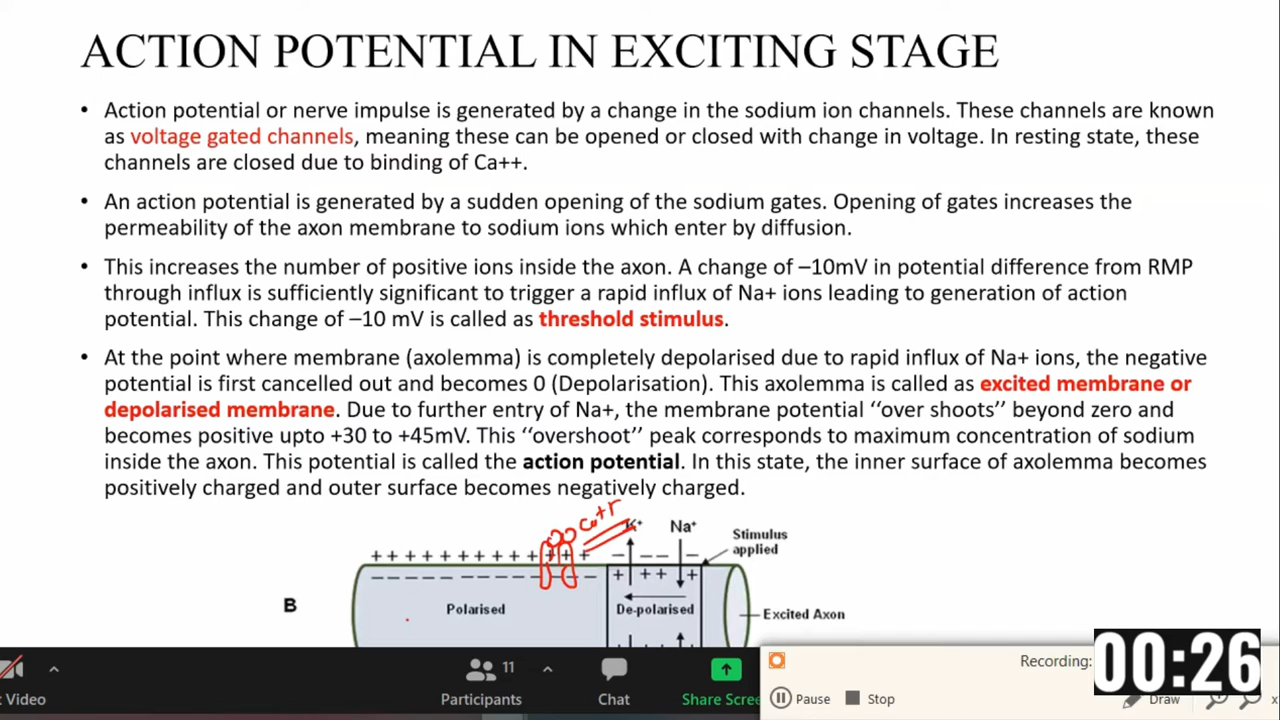 ACTION POTENTIAL IN EXCITING STAGE
• Action potential or nerve impulse is generated by a change in the sodium ion channels. These channels are known
as voltage gated channels, meaning these can be opened or closed with change in voltage. In resting state, these
channels are closed due to binding of Ca++.
• An action potential is generated by a sudden opening of the sodium gates. Opening of gates increases the
permeability of the axon membrane to sodium ions which enter by diffusion.
• This increases the number of positive ions inside the axon. A change of –10mV in potential difference from RMP
through influx is sufficiently significant to trigger a rapid influx of Na+ ions leading to generation of action
potential. This change of –10 mV is called as threshold stimulus.
• At the point where membrane (axolemma) is completely depolarised due to rapid influx of Na+ ions, the negative
potential is first cancelled out and becomes 0 (Depolarisation). This axolemma is called as excited membrane or
depolarised membrane. Due to further entry of Na+, the membrane potential ‘‘over shoots’’ beyond zero and
becomes positive upto +30 to +45mV. This ‘‘overshoot’’ peak corresponds to maximum concentration of sodium
inside the axon. This potential is called the action potential. In this state, the inner surface of axolemma becomes
positively charged and outer surface becomes negatively charged.
Ca++
K+ Na+
Stimulus
applied
B
Polarised
De-polarised
Excited Axon
Video
11
Participants
Chat
Share Scre
Recording:
00:26
Pause
Stop
Draw